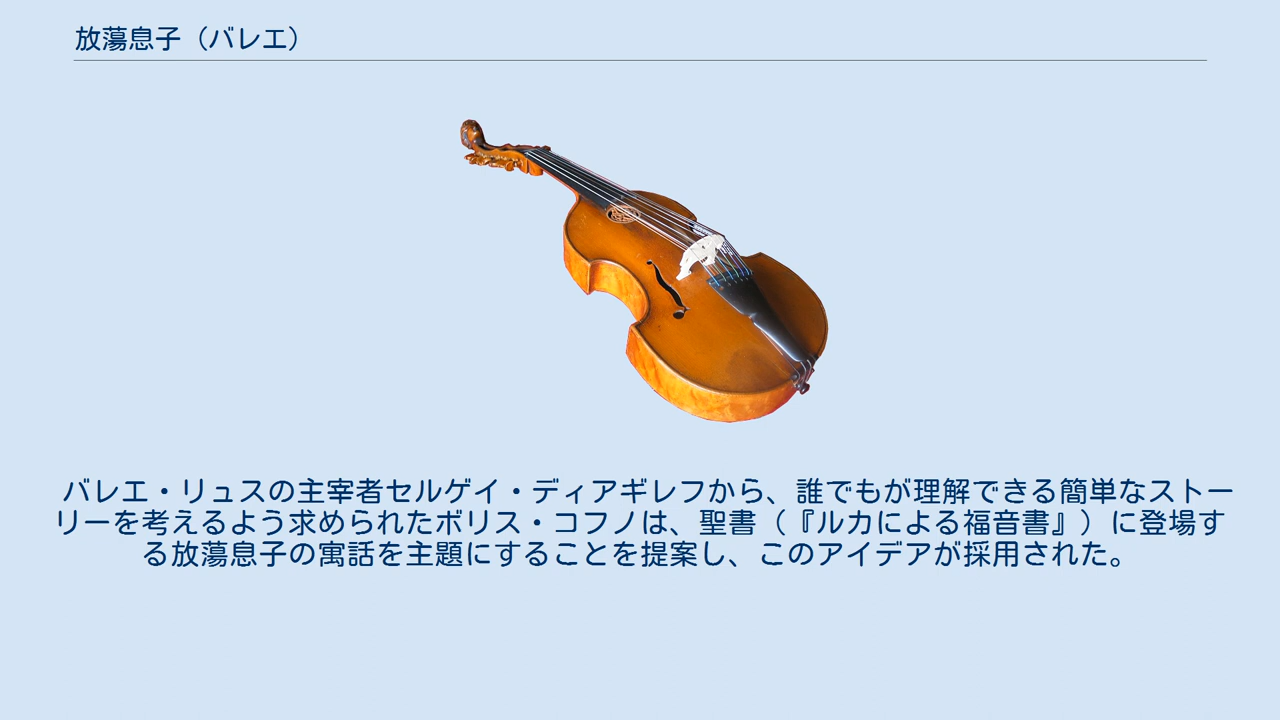 放蕩息子（バレエ）
バレエ・リュスの主宰者セルゲイ・ディアギレフから、誰でもが理解できる簡単なストー
リーを考えるよう求められたボリス・コフノは、聖書（『ルカによる福音書』）に登場す
る放蕩息子の寓話を主題にすることを提案し、このアイデアが採用された。